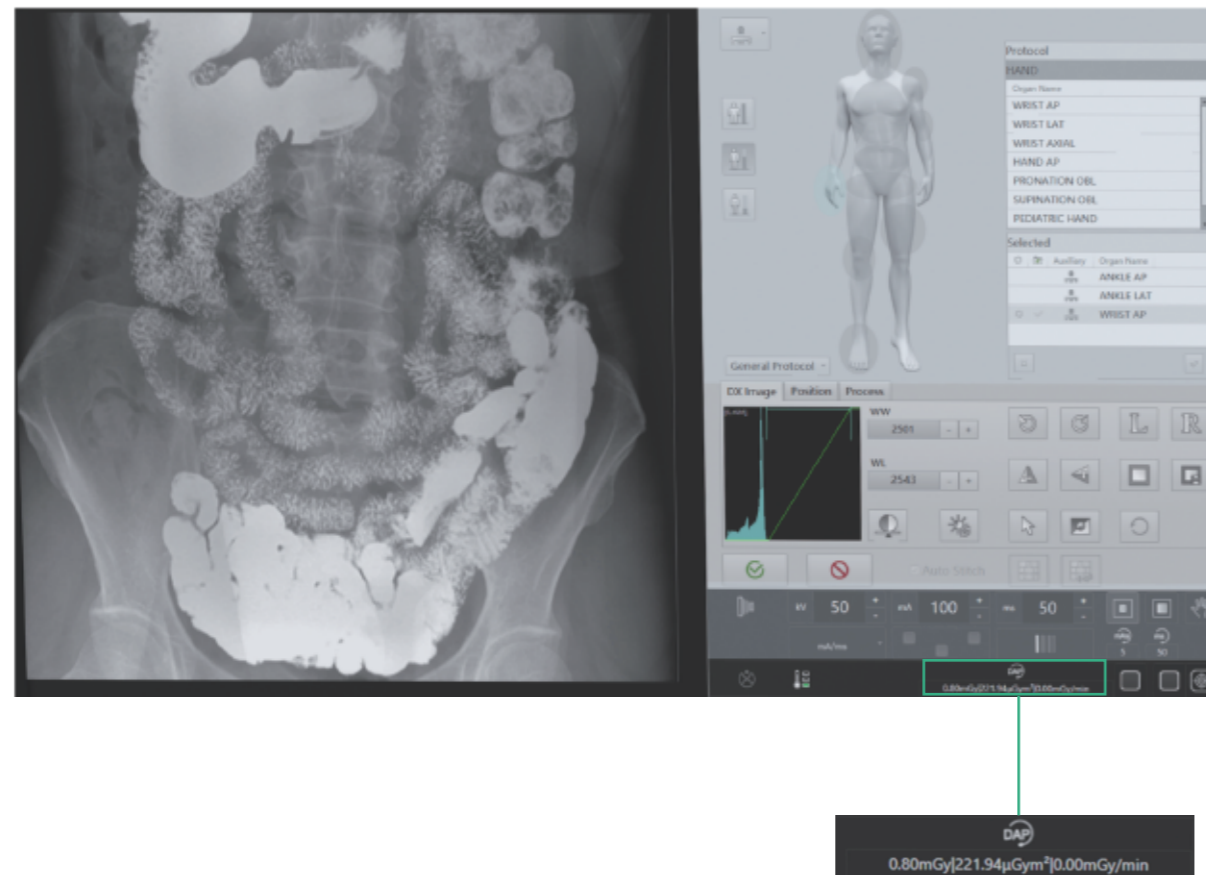 Protocol
HAND
Organ Name
WRIST AP
WRIST LAT
WRIST AXIAL
HAND AP
PRONATION OBL
SUPINATION OBL
PEDIATRIC HAND
Selected
Auxiliary Organ Name
ANKLE AP
ANKLE LAT
WRIST AP
General Protocol
DX Image Position Process
WW
2501 - +
L R
WL
2543 - +
Auto Stitch
kV 50 + - mA 100 + - ms 50 + -
mA/ms
mAs ms
5 50
DAP
0.80mGy|221.94µGym²|0.00mGy/min
DAP
0.80mGy|221.94µGym²|0.00mGy/min